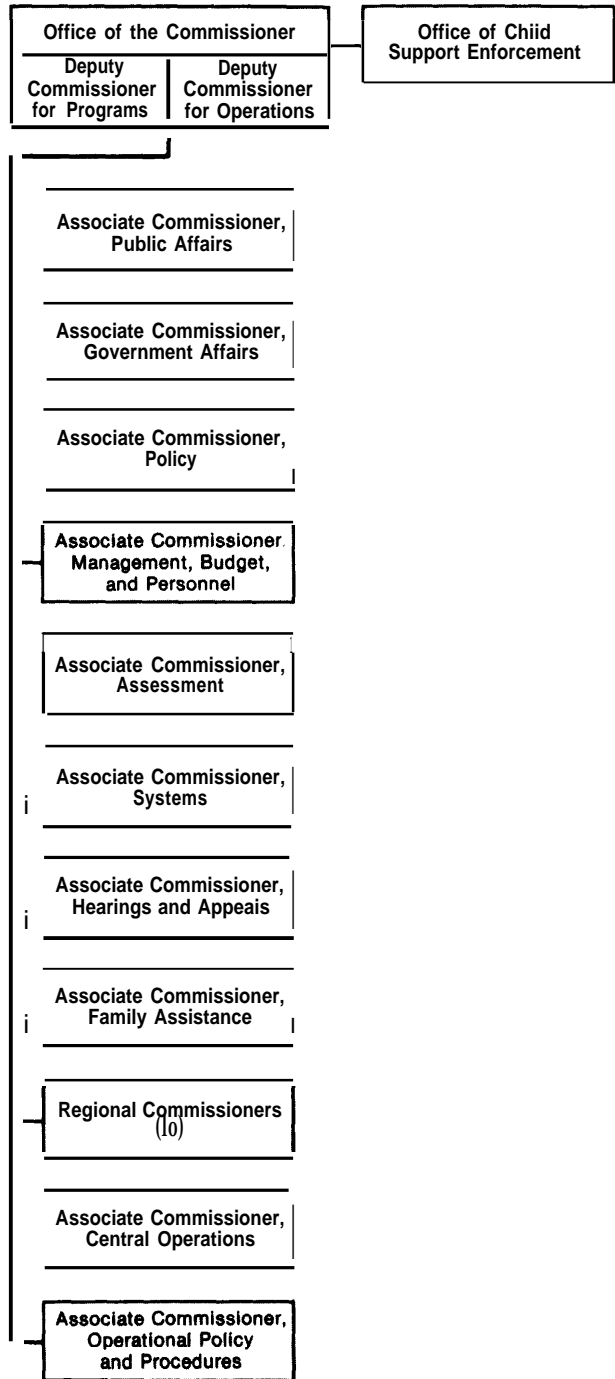 Office of the Commissioner
Deputy
Commissioner
for Programs
Deputy
Commissioner
for Operations
Office of Chiid
Support Enforcement
Associate Commissioner,
Public Affairs
Associate Commissioner,
Government Affairs
Associate Commissioner,
Policy
Associate Commissioner.
Management, Budget,
and Personnel
Associate Commissioner,
Assessment
Associate Commissioner,
Systems
Associate Commissioner,
Hearings and Appeais
Associate Commissioner,
Family Assistance
Regional Commissioners
(lo)
Associate Commissioner,
Central Operations
Associate Commissioner,
Operational Policy
and Procedures